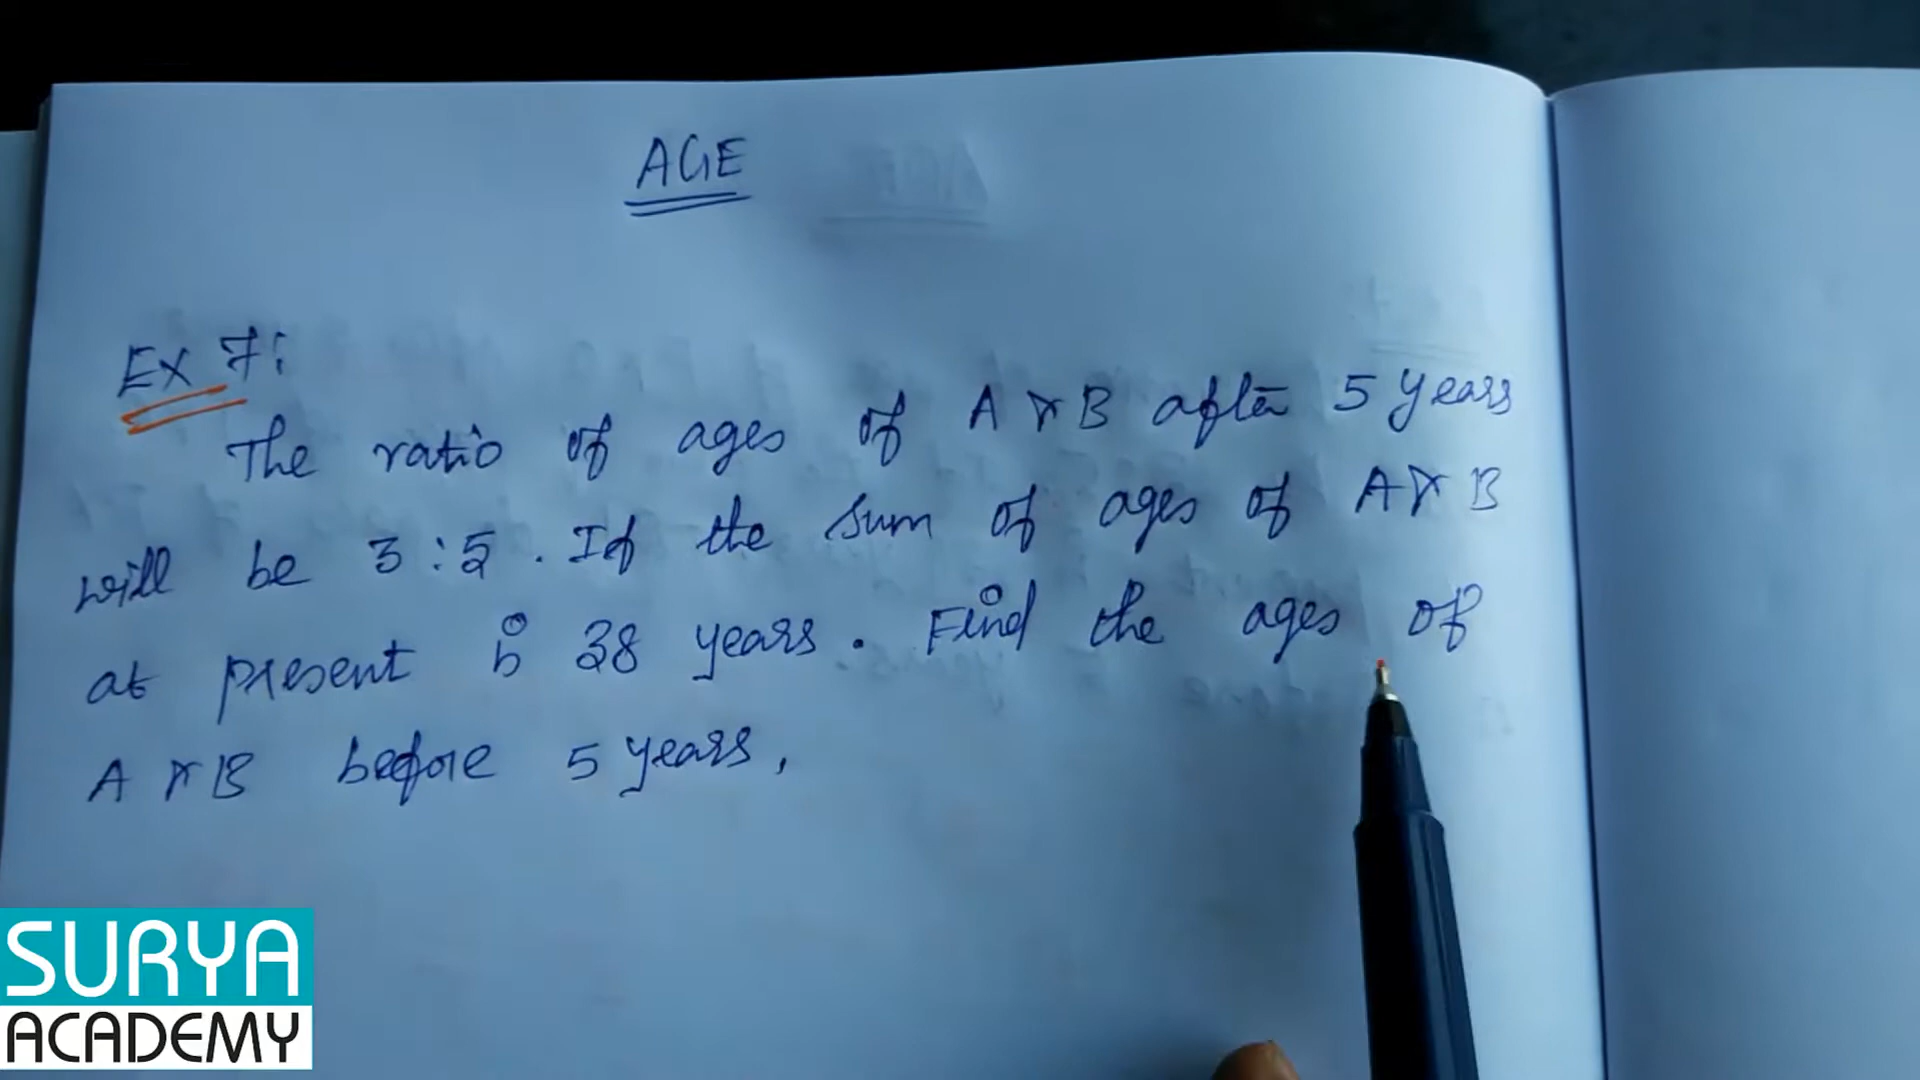 AGE
Ex 7:
The ratio of ages of A & B after 5 years
will be 3:5. If the sum of ages of A & B
at present is 38 years. Find the ages of
A & B before 5 years,
SURYA
ACADEMY